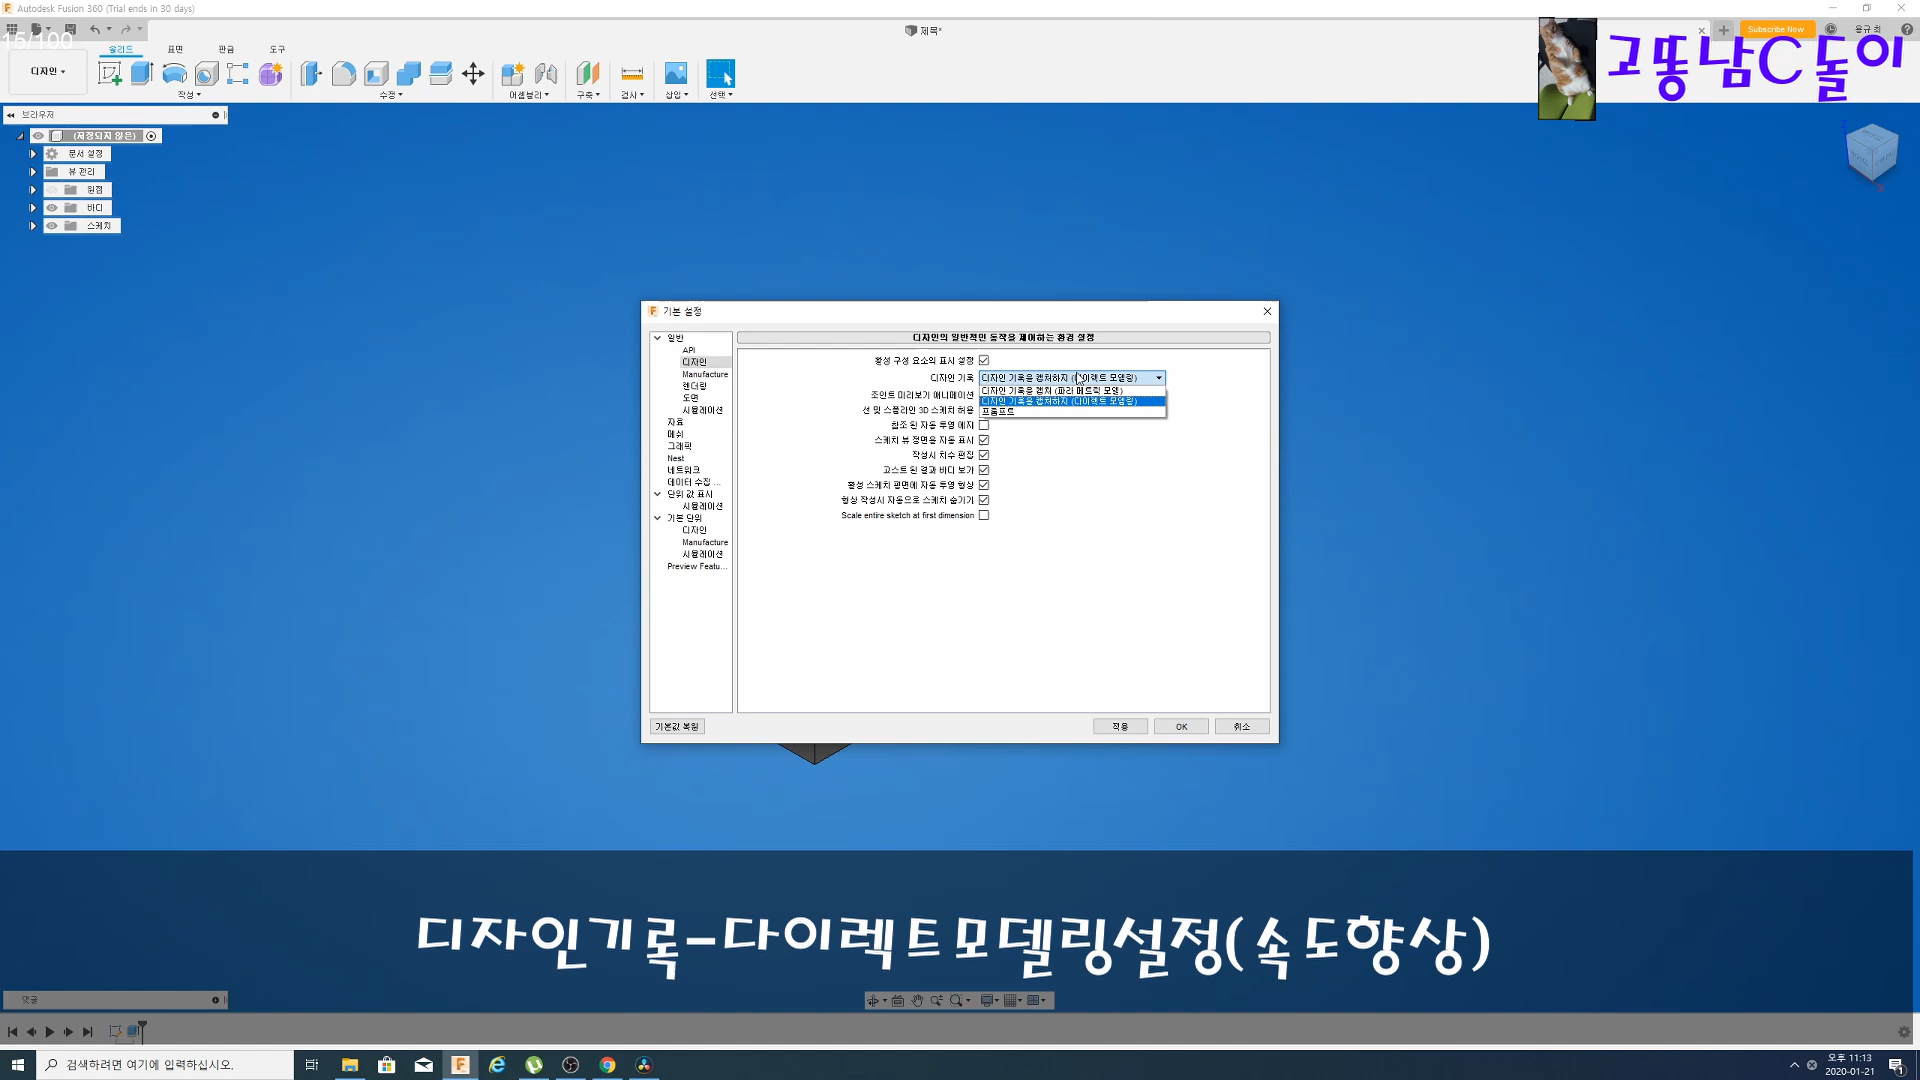 Autodesk Fusion 360 (Trial ends in 30 days)
15/100
제목*
Subscribe Now
용규 최
고똥남C돌이
솔리드
표면
판금
도구
디자인
작성
수정
어셈블리
구축
검사
삽입
선택
브라우저
(저장되지 않은)
문서 설정
뷰 관리
원점
바디
스케치
기본 설정
일반
API
디자인
Manufacture
렌더링
도면
시뮬레이션
자료
메쉬
그래픽
Nest
네트워크
데이터 수집 ...
단위 값 표시
시뮬레이션
기본 단위
디자인
Manufacture
시뮬레이션
Preview Featu...
디자인의 일반적인 동작을 제어하는 환경 설정
활성 구성 요소의 표시 설정
디자인 기록
디자인 기록을 캡처하지 (다이렉트 모델링)
디자인 기록을 캡처 (파라 메트릭 모델)
디자인 기록을 캡처하지 (다이렉트 모델링)
프롬프트
조인트 미리보기 애니메이션
선 및 스플라인 3D 스케치 허용
참조 된 자동 투영 에지
스케치 뷰 정면을 자동 표시
작성시 치수 편집
고스트 된 결과 바디 보기
활성 스케치 평면에 자동 투영 형상
형상 작성시 자동으로 스케치 숨기기
Scale entire sketch at first dimension
기본값 복원
적용
OK
취소
디자인기록-다이렉트모델링설정(속도향상)
댓글
검색하려면 여기에 입력하십시오.
오후 11:13
2020-01-21